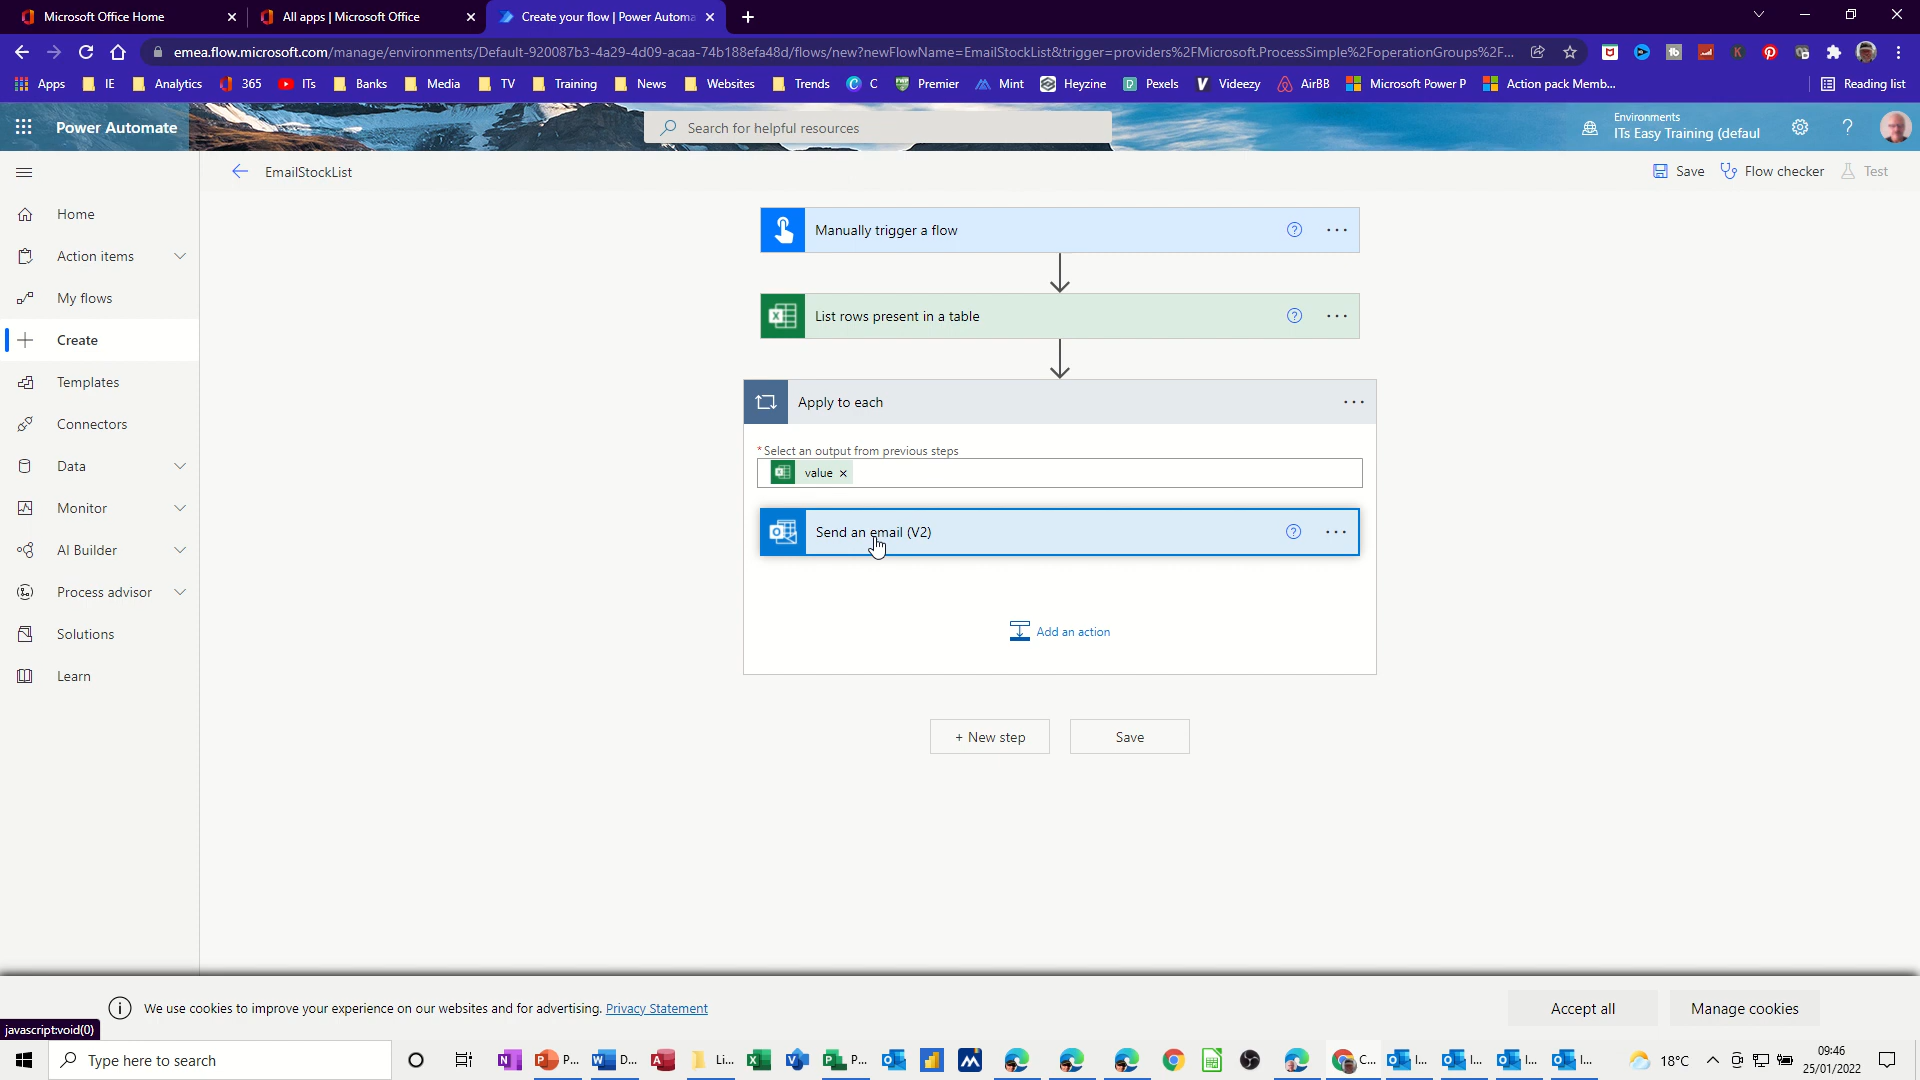 Microsoft Office Home
All apps | Microsoft Office
Create your flow | Power Automa
emea.flow.microsoft.com/manage/environments/Default-920087b3-4a29-4d09-acaa-74b188efa48d/flows/new?newFlowName=EmailStockList&trigger=providers%2FMicrosoft.ProcessSimple%2FoperationGroups%2F...
Apps
IE
Analytics
365
ITs
Banks
Media
TV
Training
News
Websites
Trends
C
Premier
Mint
Heyzine
Pexels
Videezy
AirBB
Microsoft Power P
Action pack Memb...
Reading list
Power Automate
Search for helpful resources
Environments
ITs Easy Training (defaul
EmailStockList
Save
Flow checker
Test
Home
Action items
My flows
Create
Templates
Connectors
Data
Monitor
AI Builder
Process advisor
Solutions
Learn
Manually trigger a flow
List rows present in a table
Apply to each
* Select an output from previous steps
value
Send an email (V2)
Add an action
+ New step
Save
We use cookies to improve your experience on our websites and for advertising. Privacy Statement
Accept all
Manage cookies
javascript:void(0)
Type here to search
P...
D...
Li...
P...
C...
I...
I...
I...
I...
18°C
09:46
25/01/2022